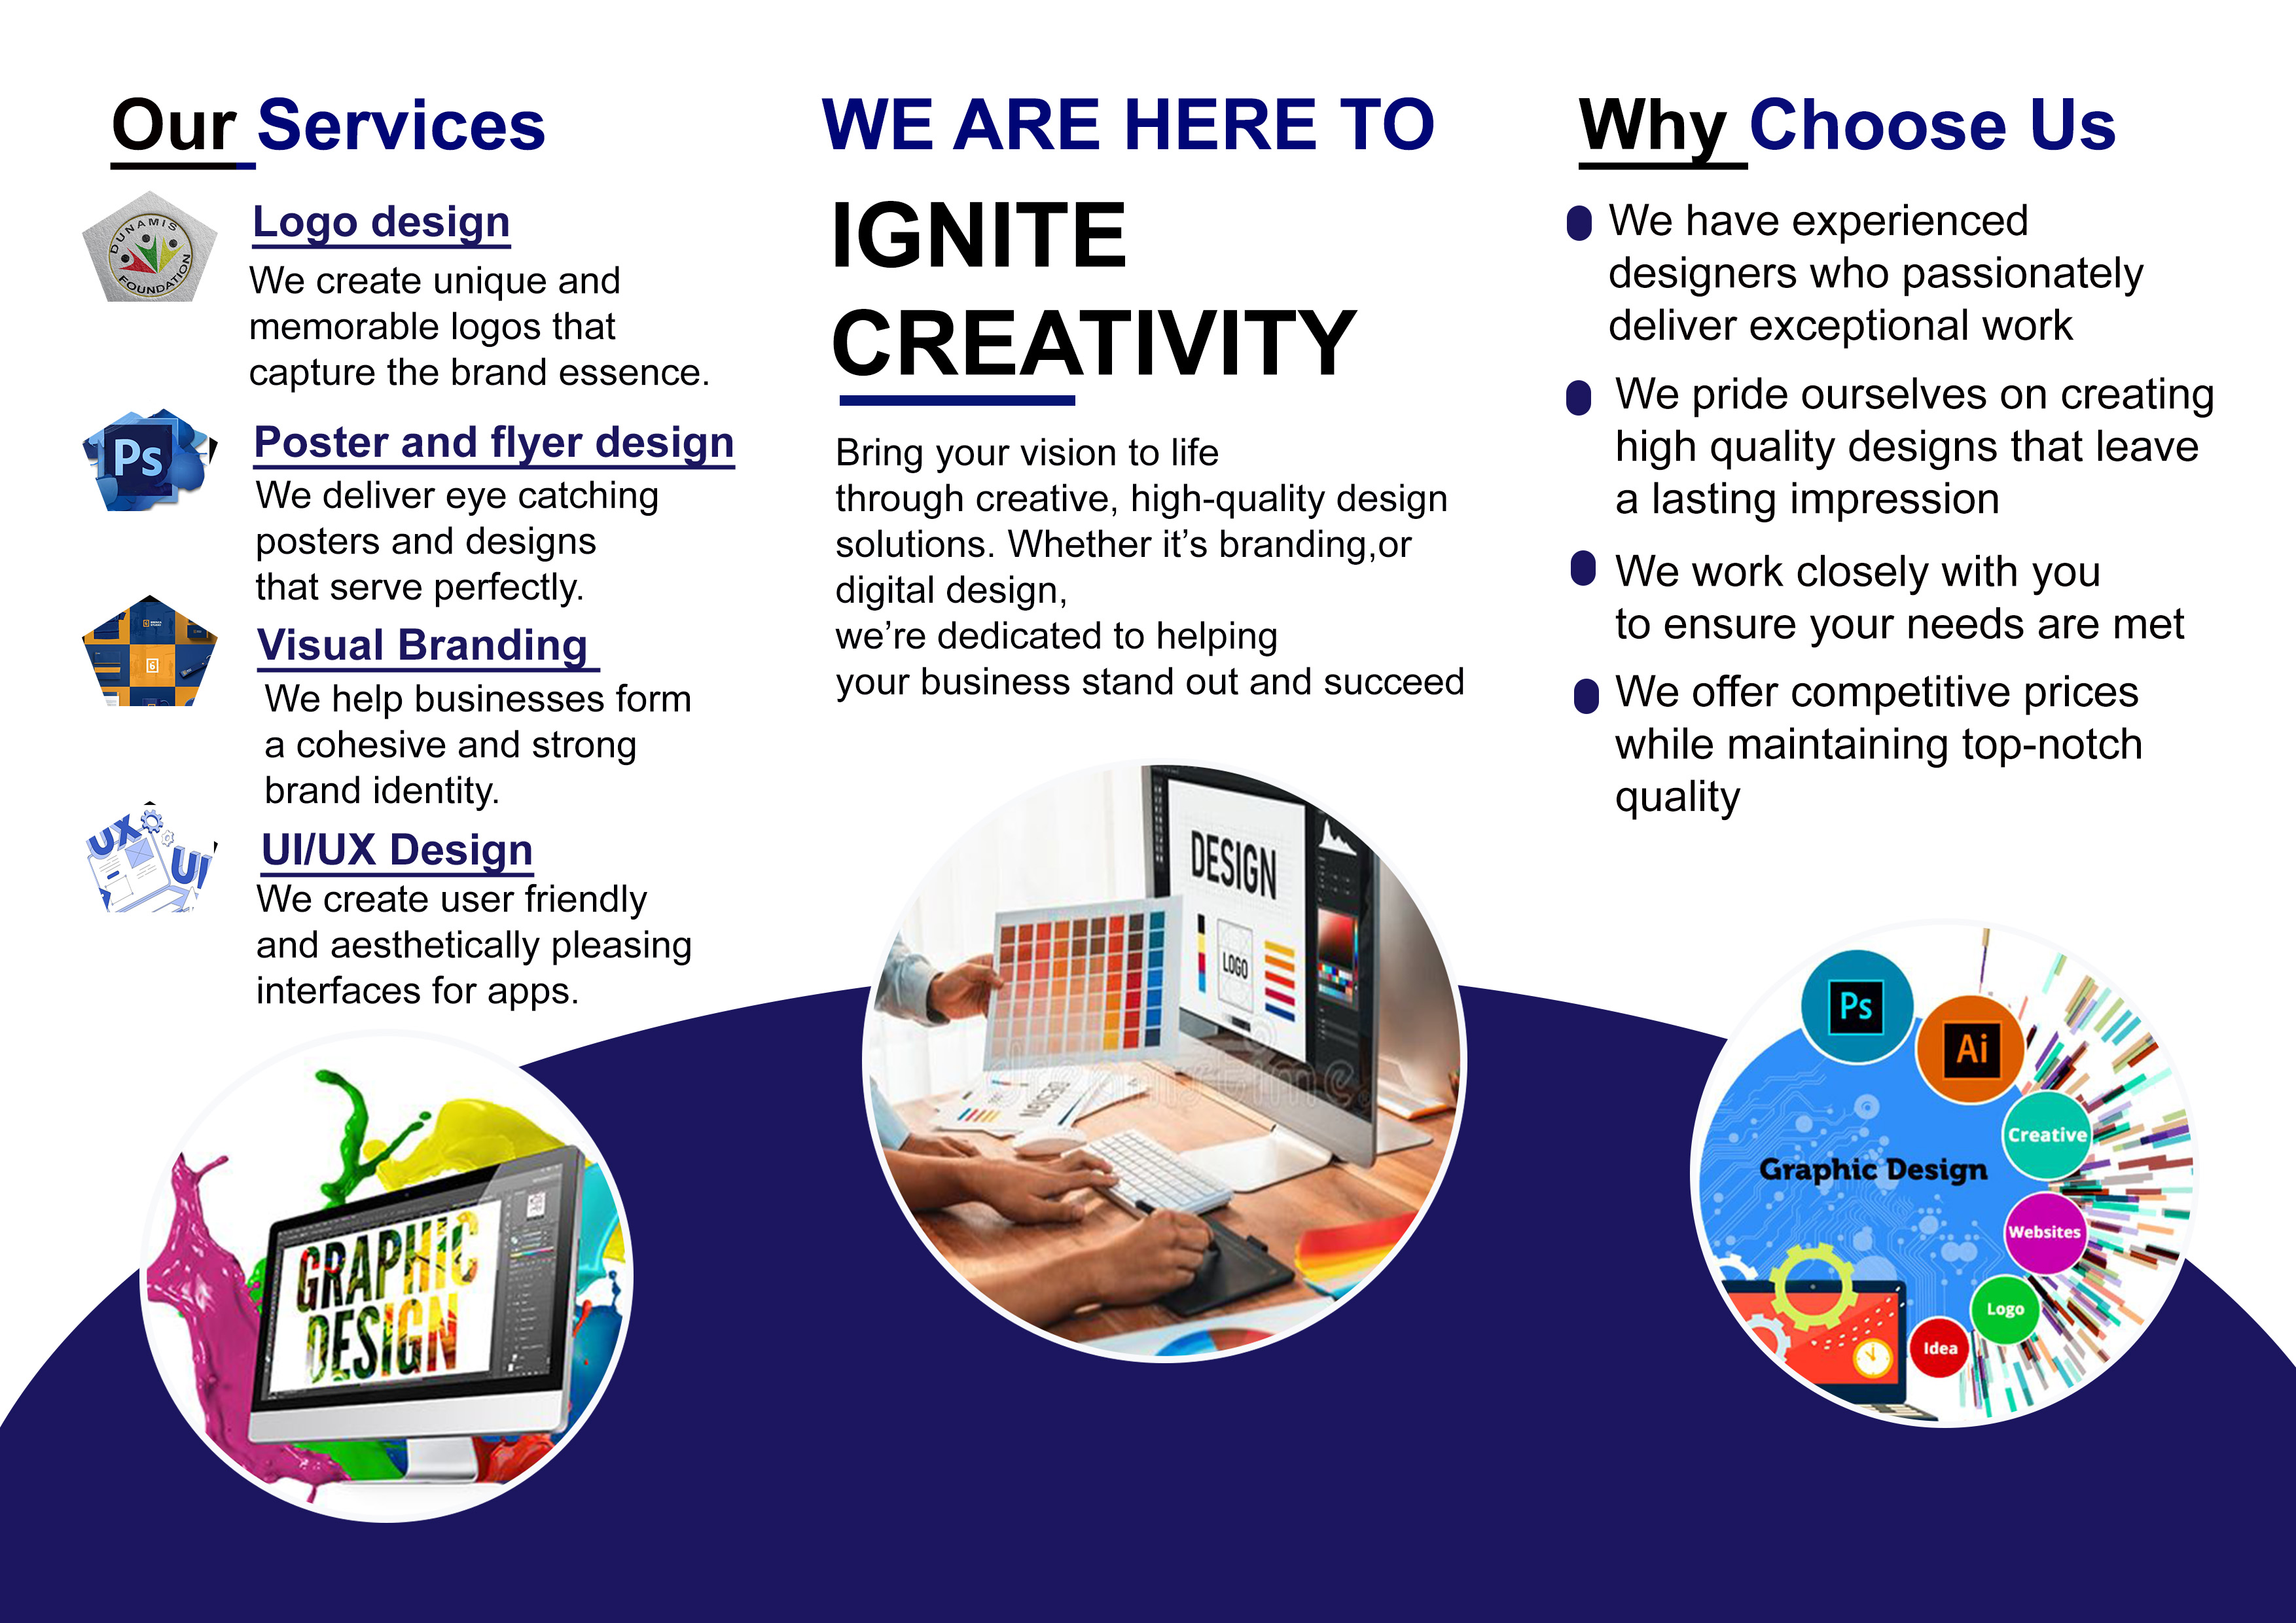 Our Services
DUNAMIS
FOUNDATION
Logo design
We create unique and
memorable logos that
capture the brand essence.
Ps
Poster and flyer design
We deliver eye catching
posters and designs
that serve perfectly.
6
Visual Branding
We help businesses form
a cohesive and strong
brand identity.
UX
UI
UI/UX Design
We create user friendly
and aesthetically pleasing
interfaces for apps.
GRAPHIC
DESIGN
WE ARE HERE TO
IGNITE
CREATIVITY
Bring your vision to life
through creative, high-quality design
solutions. Whether it’s branding,or
digital design,
we’re dedicated to helping
your business stand out and succeed
DESIGN
LOGO
dreamstime
DESIGN
Why Choose Us
We have experienced
designers who passionately
deliver exceptional work
We pride ourselves on creating
high quality designs that leave
a lasting impression
We work closely with you
to ensure your needs are met
We offer competitive prices
while maintaining top-notch
quality
Ps
Ai
Creative
Graphic Design
Websites
Logo
Idea